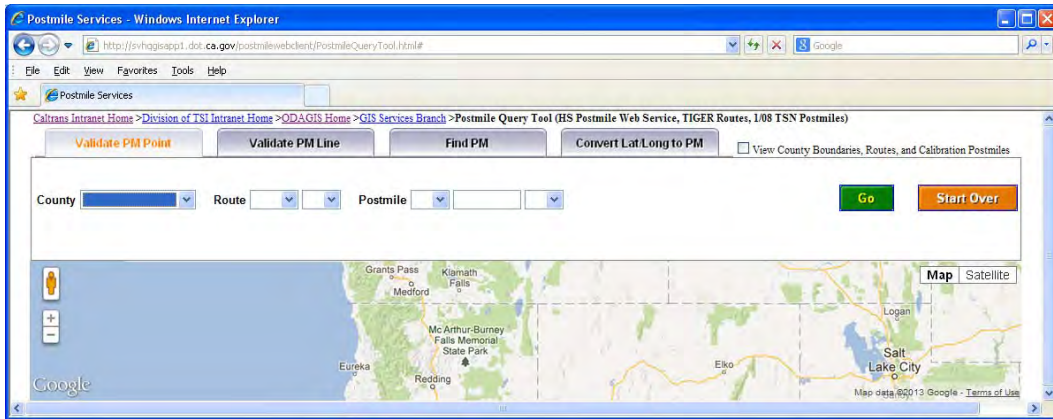 Postmile Services - Windows Internet Explorer
http://svhqgisapp1.dot.ca.gov/postmilewebclient/PostmileQueryTool.html#
Google
File Edit View Favorites Tools Help
Postmile Services
Caltrans Intranet Home >Division of TSI Intranet Home >ODAGIS Home >GIS Services Branch >Postmile Query Tool (HS Postmile Web Service, TIGER Routes, 1/08 TSN Postmiles)
Validate PM Point Validate PM Line Find PM Convert Lat/Long to PM View County Boundaries, Routes, and Calibration Postmiles
County Route Postmile Go Start Over
Grants Pass
Klamath
Falls
Medford
Map Satellite
Logan
Mc Arthur-Burney
Falls Memorial
State Park
Eureka
Redding
Elko
Salt
Lake City
Google
Map data ©2013 Google - Terms of Use